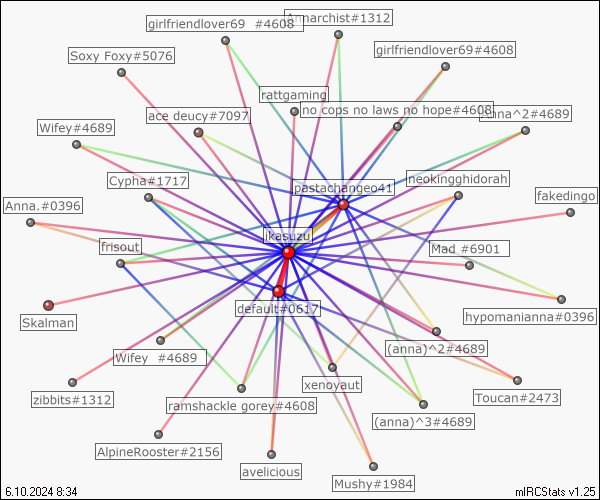 girlfriendlover69 #4608
Annarchist#1312
girlfriendlover69#4608
Soxy Foxy#5076
rattgaming
no cops no laws no hope#4608
ace deucy#7097
Anna^2#4689
Wifey#4689
Cypha#1717
pastachangeo41
neokingghidorah
fakedingo
Anna.#0396
ikasuzu
frisout
Mad_#6901
default#0617
Skalman
hypomanianna#0396
Wifey #4689
(anna)^2#4689
xenoyaut
zibbits#1312
ramshackle gorey#4608
Toucan#2473
(anna)^3#4689
AlpineRooster#2156
avelicious
Mushy#1984
6.10.2024 8:34
mIRCStats v1.25